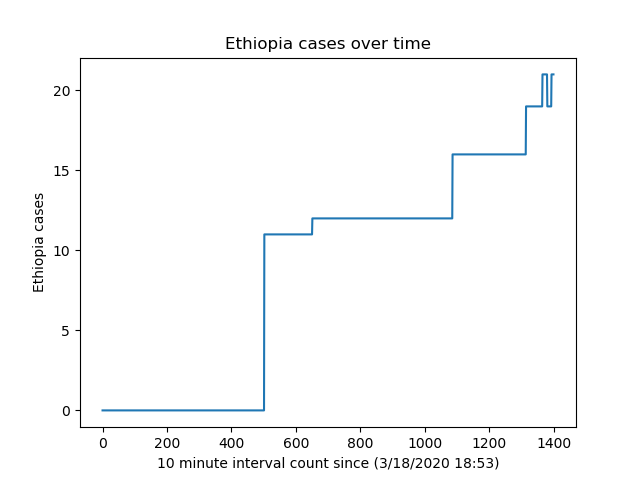 Ethiopia cases over time
20
15
10
5
0
Ethiopia cases
0 200 400 600 800 1000 1200 1400
10 minute interval count since (3/18/2020 18:53)